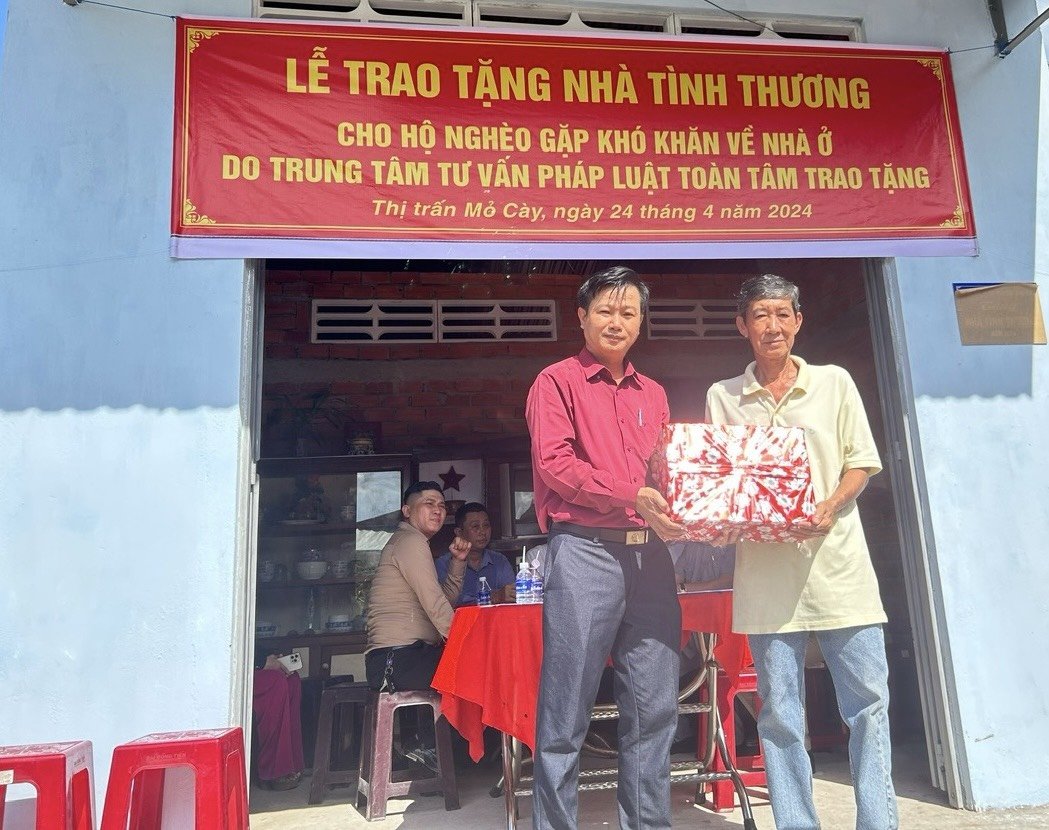 LỄ TRAO TẶNG NHÀ TÌNH THƯƠNG
CHO HỘ NGHÈO GẶP KHÓ KHĂN VỀ NHÀ Ở
DO TRUNG TÂM TƯ VẤN PHÁP LUẬT TOÀN TÂM TRAO TẶNG
Thị trấn Mỏ Cày, ngày 24 tháng 4 năm 2024